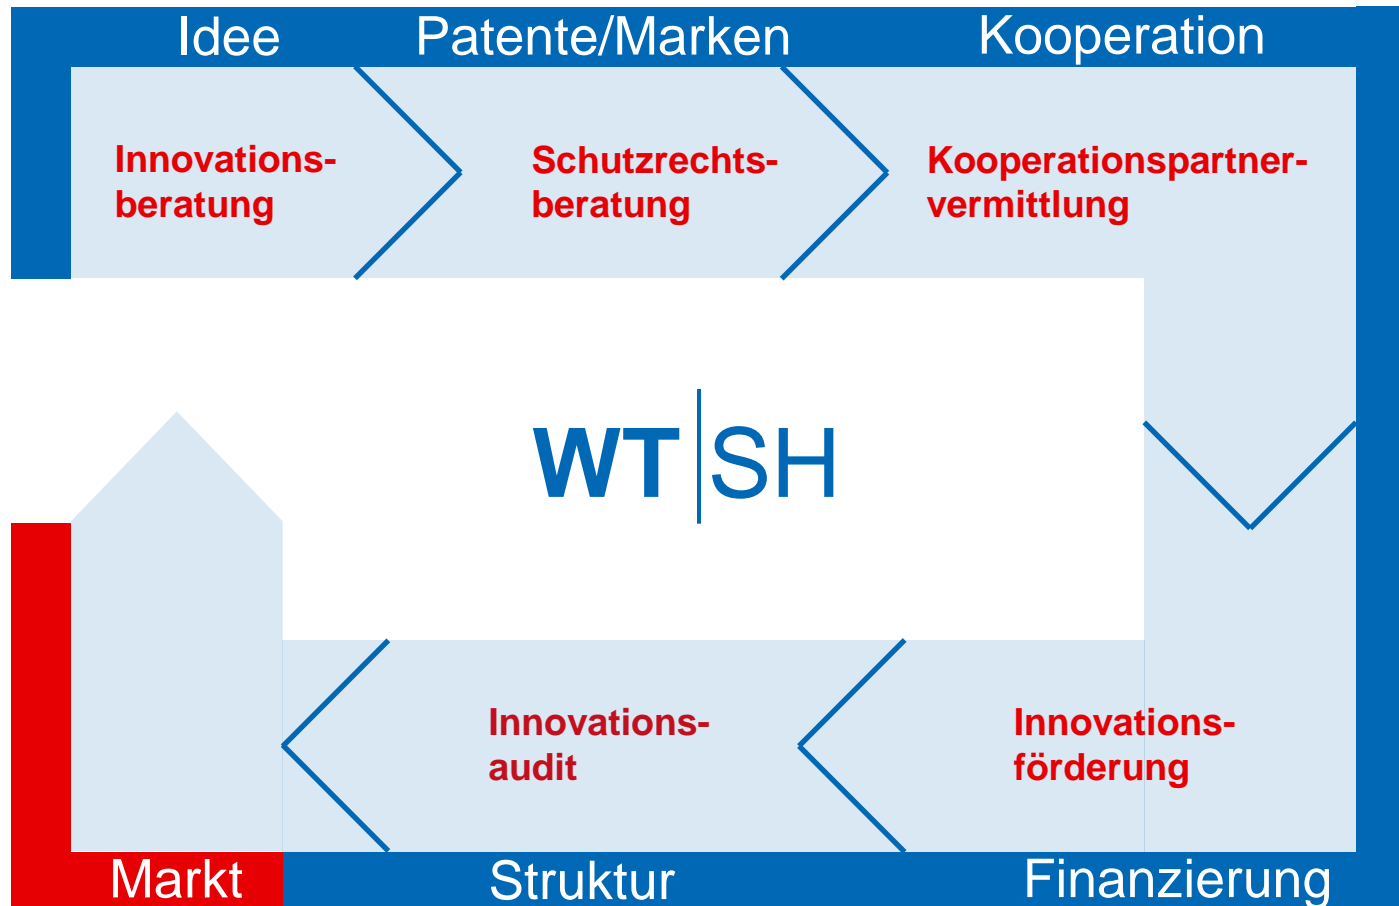 Idee
Patente/Marken
Kooperation
Innovations-
beratung
Schutzrechts-
beratung
Kooperationspartner-
vermittlung
WT|SH
Innovations-
audit
Innovations-
förderung
Markt
Struktur
Finanzierung